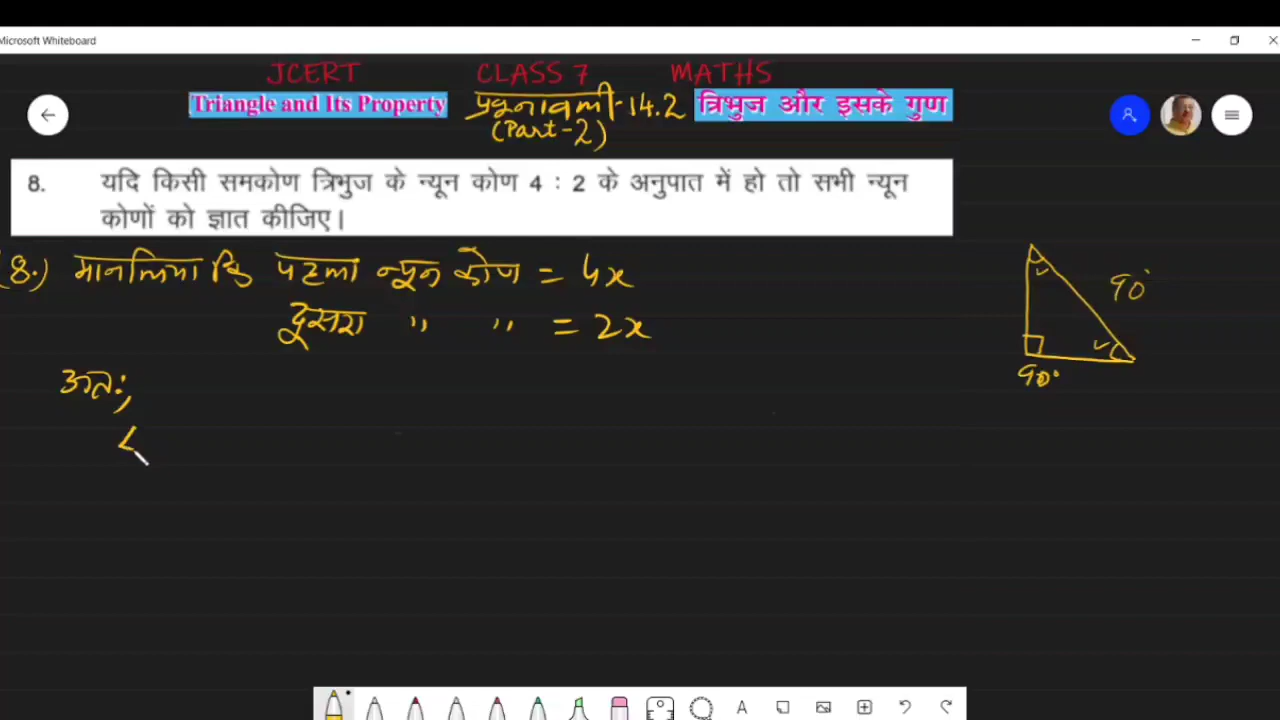 Microsoft Whiteboard
JCERT CLASS 7 MATHS
Triangle and Its Property प्रश्नावली-14.2 त्रिभुज और इसके गुण
(Part-2)
8. यदि किसी समकोण त्रिभुज के न्यून कोण 4 : 2 के अनुपात में हो तो सभी न्यून
कोणों को ज्ञात कीजिए।
(8.) मानलिया कि पहला न्यून कोण = 4x
दूसरा " " = 2x
90°
90°
अतः,
A